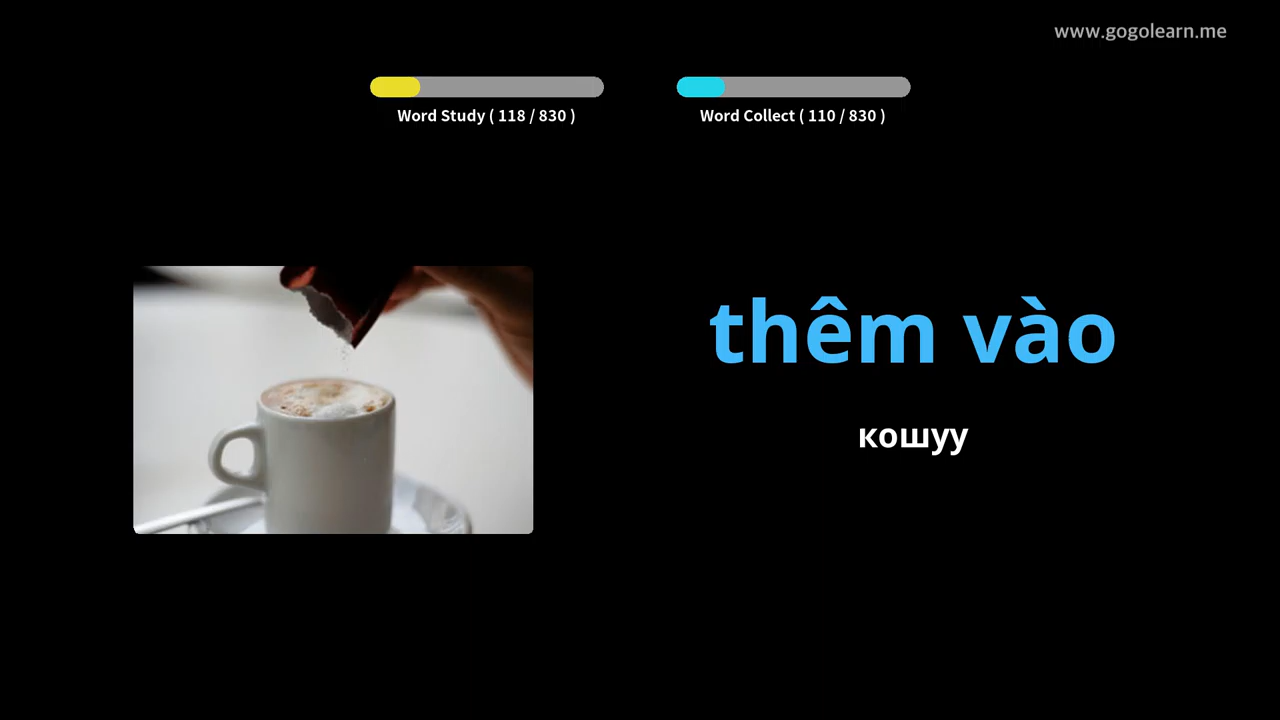 www.gogolearn.me
Word Study ( 118 / 830 )
Word Collect ( 110 / 830 )
thêm vào
кошуу